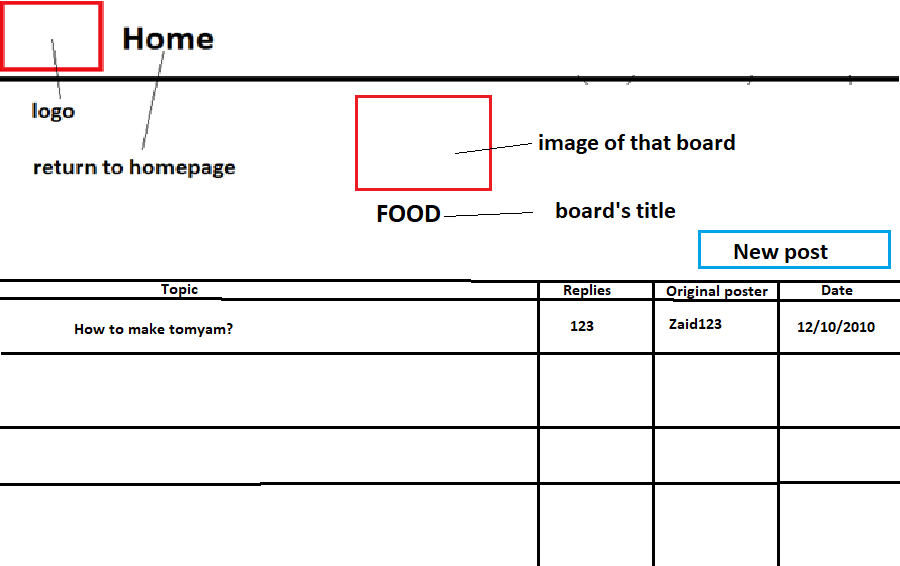 Home
logo
image of that board
return to homepage
FOOD
board's title
New post
Topic Replies Original poster Date
How to make tomyam? 123 Zaid123 12/10/2010